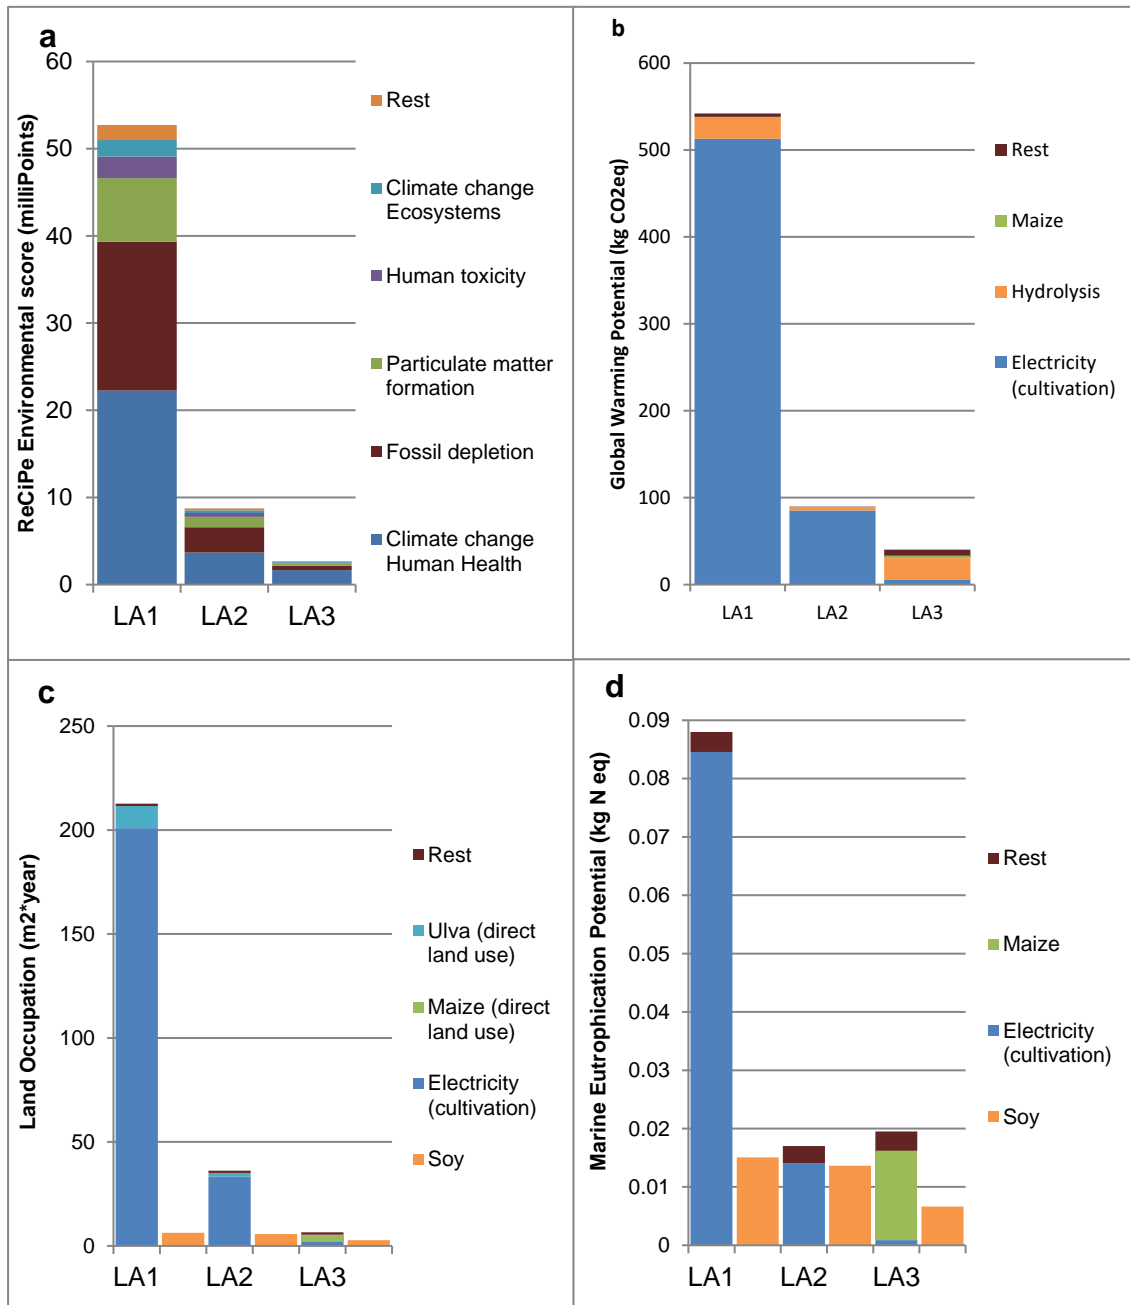 a
ReCiPe Environmental score (milliPoints)
60
50
40
30
20
10
0
LA1
LA2
LA3
Rest
Climate change
Ecosystems
Human toxicity
Particulate matter
formation
Fossil depletion
Climate change
Human Health
b
Global Warming Potential (kg CO2eq)
600
500
400
300
200
100
0
LA1
LA2
LA3
Rest
Maize
Hydrolysis
Electricity
(cultivation)
c
Land Occupation (m2*year)
250
200
150
100
50
0
LA1
LA2
LA3
Rest
Ulva (direct
land use)
Maize (direct
land use)
Electricity
(cultivation)
Soy
d
Marine Eutrophication Potential (kg N eq)
0.09
0.08
0.07
0.06
0.05
0.04
0.03
0.02
0.01
0
LA1
LA2
LA3
Rest
Maize
Electricity
(cultivation)
Soy